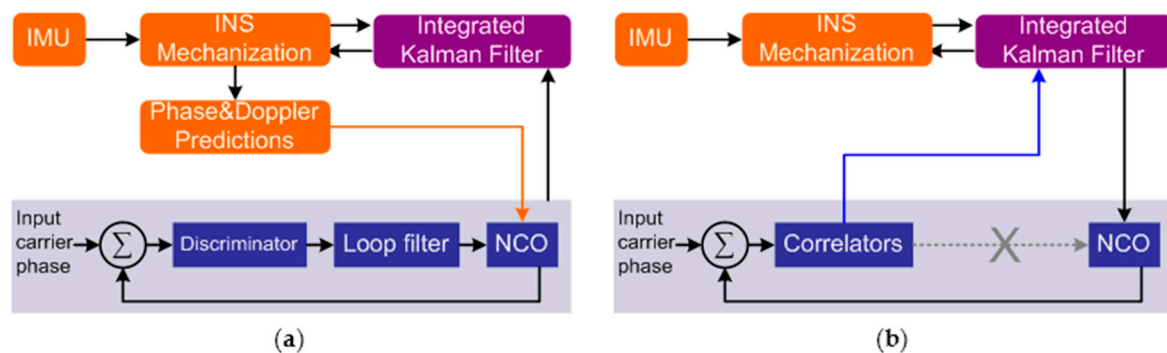 IMU
INS
Mechanization
Integrated
Kalman Filter
Phase&Doppler
Predictions
Input
carrier
phase
Σ
Discriminator
Loop filter
NCO
(a)
IMU
INS
Mechanization
Integrated
Kalman Filter
Input
carrier
phase
Σ
Correlators
X
NCO
(b)